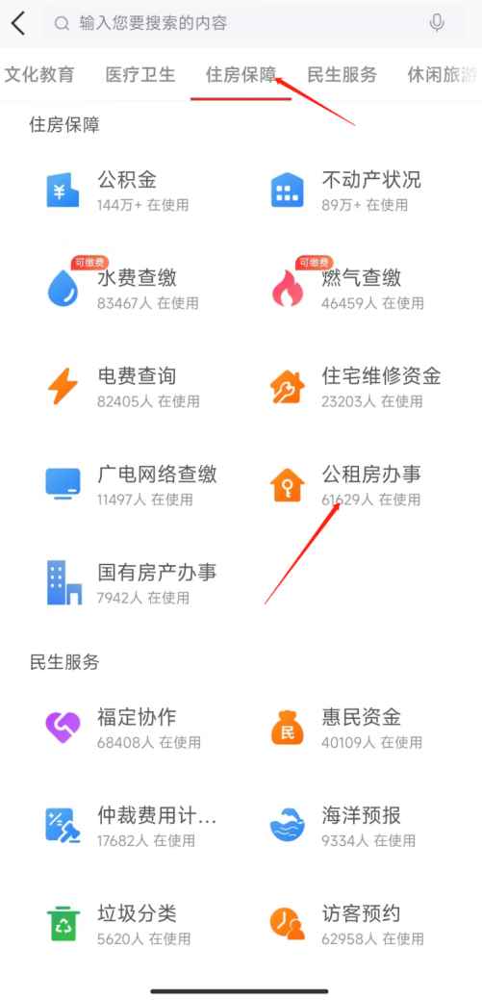 输入您要搜索的内容
文化教育 医疗卫生 住房保障 民生服务 休闲旅游
住房保障
公积金 不动产状况
144万+ 在使用 89万+ 在使用
可缴费 可缴费
水费查缴 燃气查缴
83467人 在使用 46459人 在使用
电费查询 住宅维修资金
82405人 在使用 23203人 在使用
广电网络查缴 公租房办事
11497人 在使用 61629人 在使用
国有房产办事
7942人 在使用
民生服务
福定协作 惠民资金
68408人 在使用 40109人 在使用
民
仲裁费用计... 海洋预报
17682人 在使用 9334人 在使用
垃圾分类 访客预约
5620人 在使用 62958人 在使用